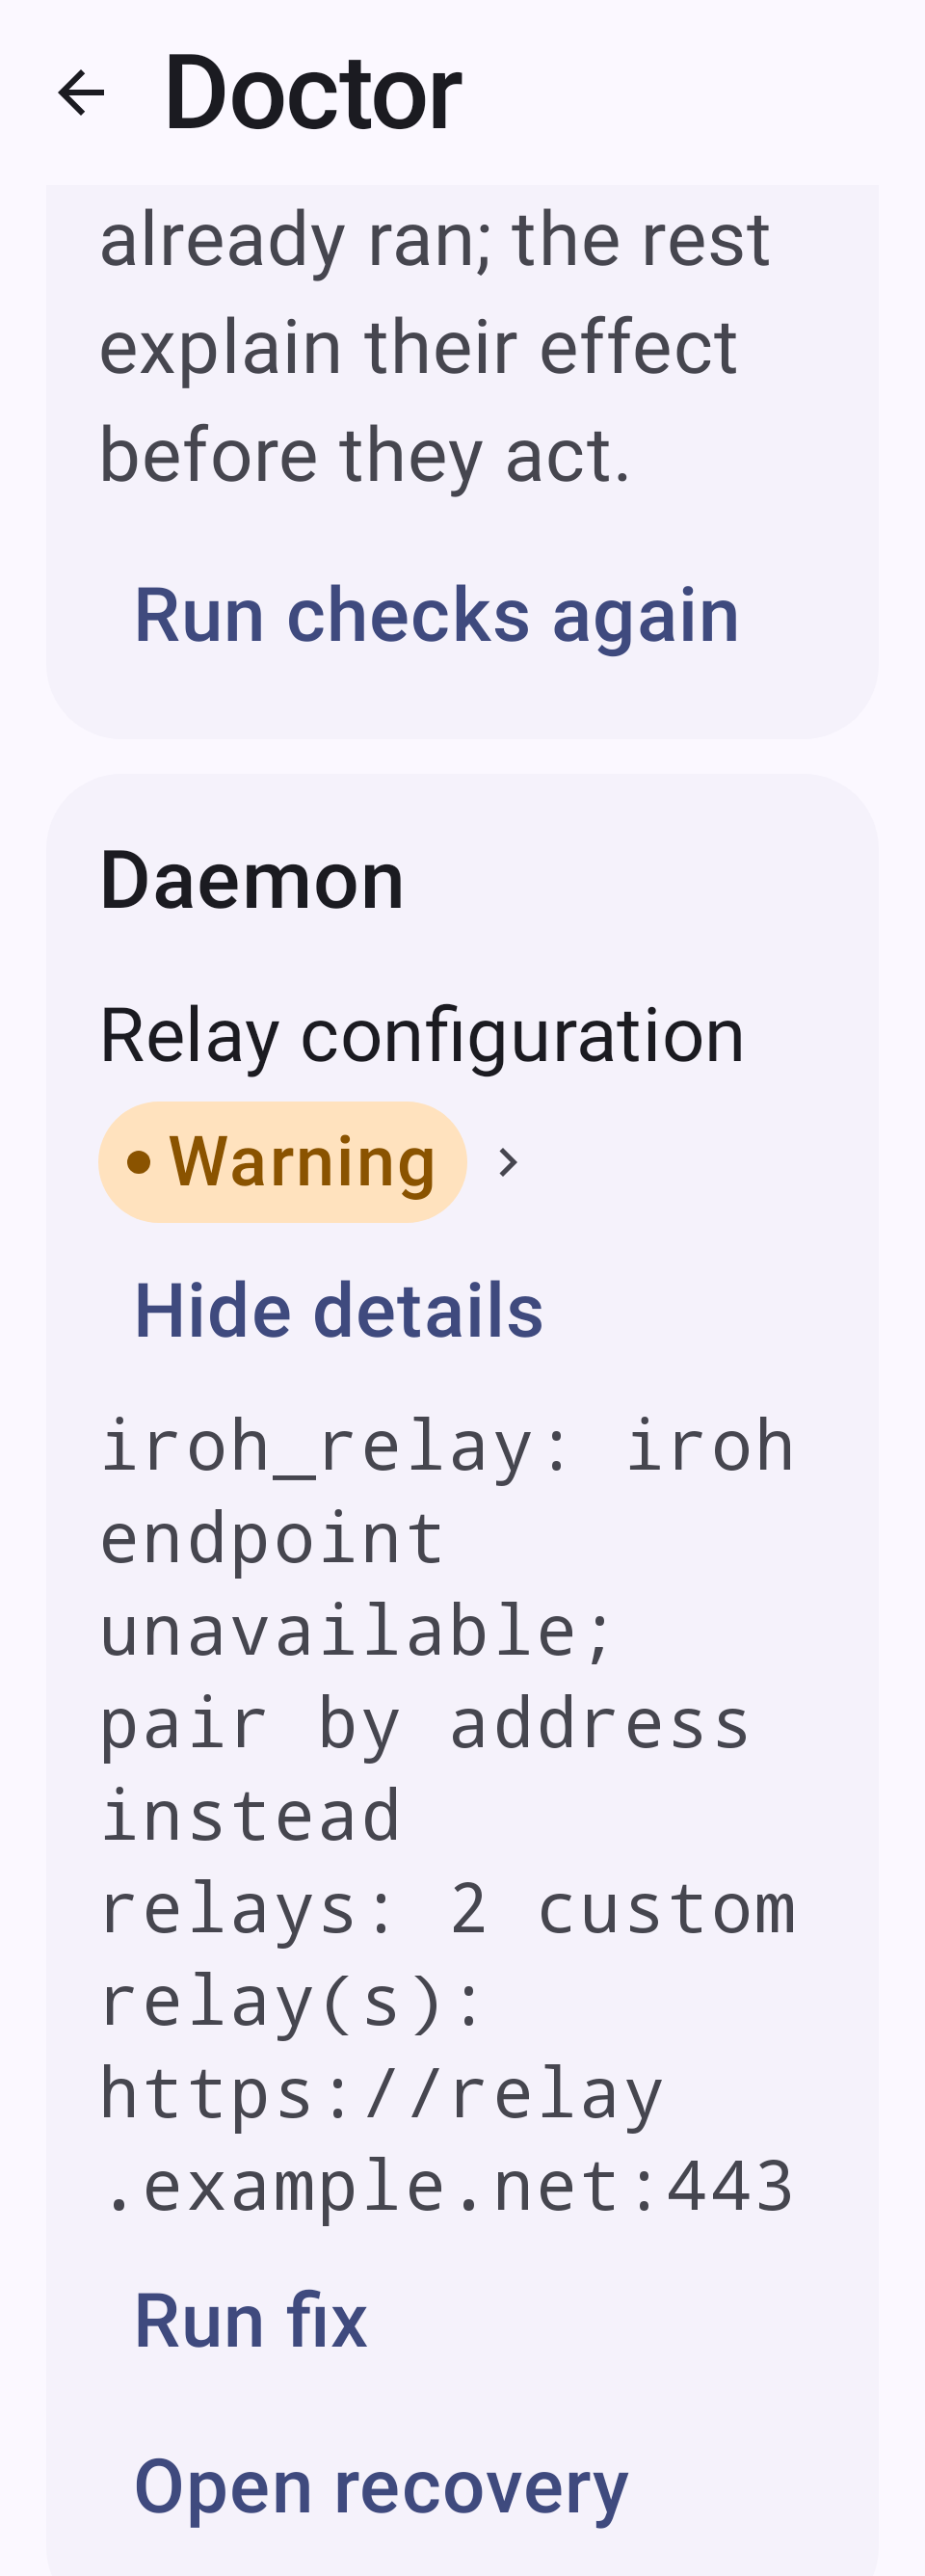 Doctor
already ran; the rest
explain their effect
before they act.
Run checks again
Daemon
Relay configuration
Warning
Hide details
iroh_relay: iroh
endpoint
unavailable;
pair by address
instead
relays: 2 custom
relay(s):
https://relay
.example.net:443
Run fix
Open recovery